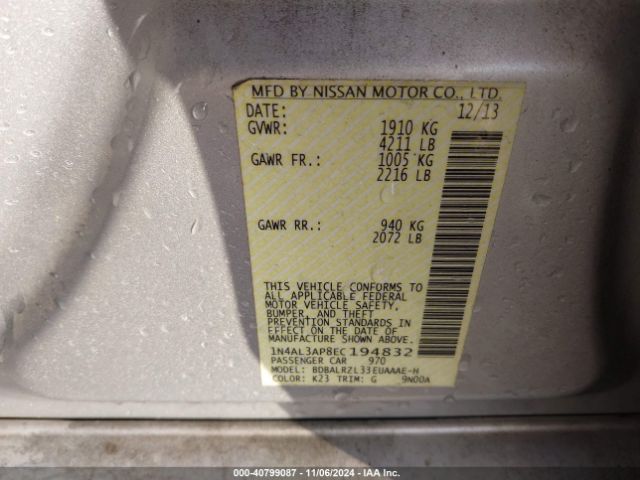 MFD BY NISSAN MOTOR CO., LTD.
DATE: 12/13
GVWR: 1910 KG
4211 LB
GAWR FR.: 1005 KG
2216 LB
GAWR RR.: 940 KG
2072 LB
THIS VEHICLE CONFORMS TO
ALL APPLICABLE FEDERAL
MOTOR VEHICLE SAFETY,
BUMPER, AND THEFT
PREVENTION STANDARDS
IN EFFECT ON THE DATE OF
MANUFACTURE SHOWN ABOVE.
1N4AL3AP8EC194832
PASSENGER CAR 970
MODEL: BDBALRZL33EUAAAE-H
COLOR: K23 TRIM: G 9N00A
000-40799087 - 11/06/2024 - IAA Inc.